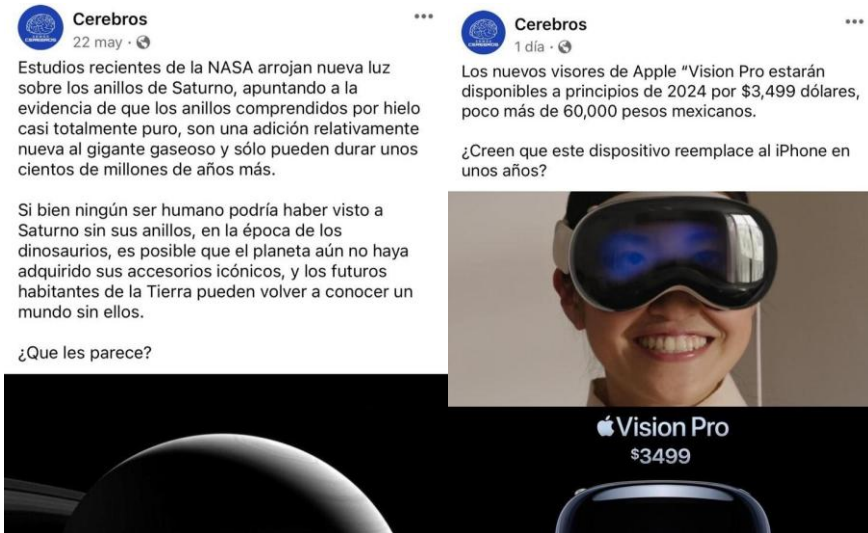 Cerebros
22 may ·
Estudios recientes de la NASA arrojan nueva luz
sobre los anillos de Saturno, apuntando a la
evidencia de que los anillos comprendidos por hielo
casi totalmente puro, son una adición relativamente
nueva al gigante gaseoso y sólo pueden durar unos
cientos de millones de años más.
Si bien ningún ser humano podría haber visto a
Saturno sin sus anillos, en la época de los
dinosaurios, es posible que el planeta aún no haya
adquirido sus accesorios icónicos, y los futuros
habitantes de la Tierra pueden volver a conocer un
mundo sin ellos.
¿Que les parece?
Cerebros
1 día ·
Los nuevos visores de Apple “Vision Pro estarán
disponibles a principios de 2024 por $3,499 dólares,
poco más de 60,000 pesos mexicanos.
¿Creen que este dispositivo reemplace al iPhone en
unos años?
Vision Pro
$3499